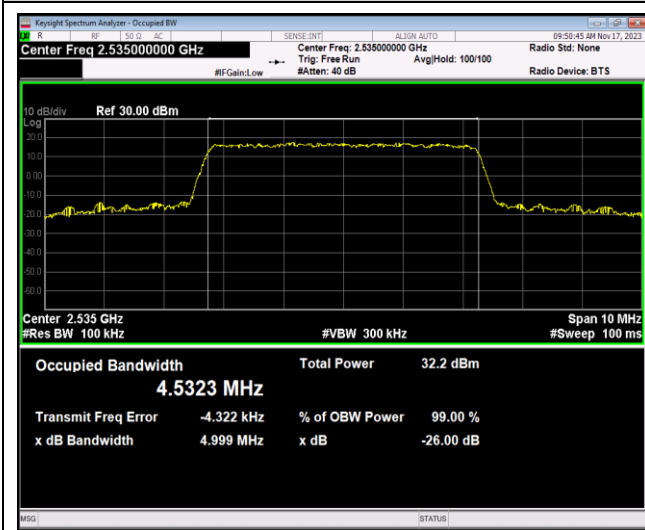 Keysight Spectrum Analyzer - Occupied BW
R RF 50 Ω AC SENSE:INT ALIGN AUTO 09:50:45 AM Nov 17, 2023
Center Freq 2.535000000 GHz Center Freq: 2.535000000 GHz Radio Std: None
Trig: Free Run Avg|Hold: 100/100
#IFGain:Low #Atten: 40 dB Radio Device: BTS
10 dB/div Ref 30.00 dBm
Log
20.0
10.0
0.00
-10.0
-20.0
-30.0
-40.0
-50.0
-60.0
Center 2.535 GHz Span 10 MHz
#Res BW 100 kHz #VBW 300 kHz #Sweep 100 ms
Occupied Bandwidth Total Power 32.2 dBm
4.5323 MHz
Transmit Freq Error -4.322 kHz % of OBW Power 99.00 %
x dB Bandwidth 4.999 MHz x dB -26.00 dB
MSG STATUS